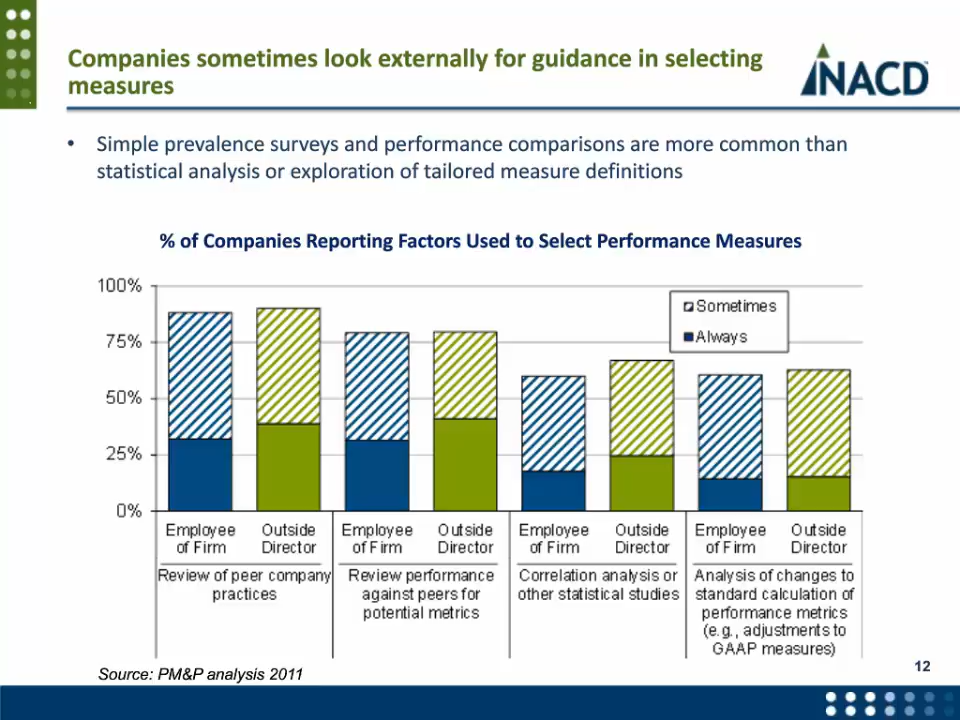 Companies sometimes look externally for guidance in selecting
measures
NACD
• Simple prevalence surveys and performance comparisons are more common than
statistical analysis or exploration of tailored measure definitions
% of Companies Reporting Factors Used to Select Performance Measures
100%
75%
50%
25%
0%
Sometimes
Always
Employee
of Firm
Outside
Director
Employee
of Firm
Outside
Director
Employee
of Firm
Outside
Director
Employee
of Firm
Outside
Director
Review of peer company
practices
Review performance
against peers for
potential metrics
Correlation analysis or
other statistical studies
Analysis of changes to
standard calculation of
performance metrics
(e.g., adjustments to
GAAP measures)
Source: PM&P analysis 2011
12